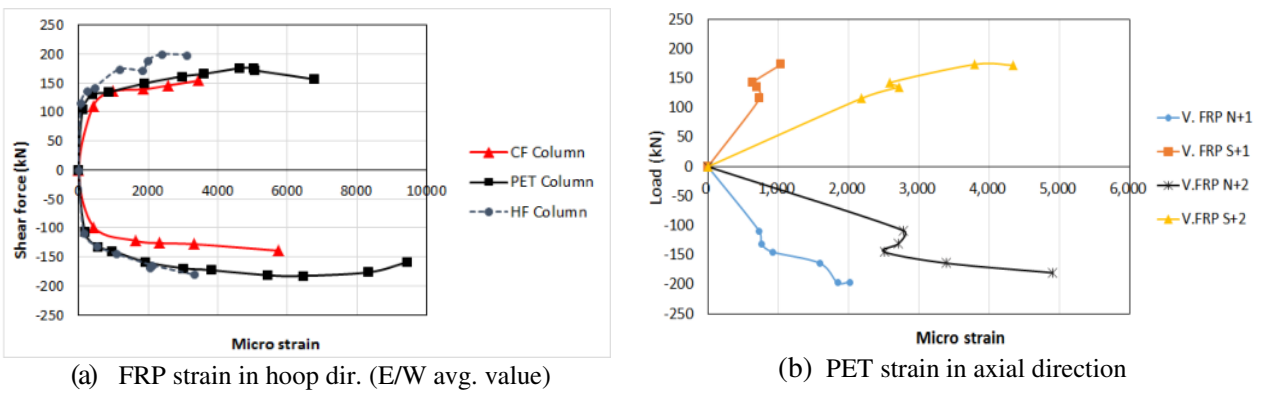 250
200
150
100
50
0
-50
-100
-150
-200
-250
0
2000
4000
6000
8000
10000
Shear force (kN)
Micro strain
CF Column
PET Column
HF Column
(a) FRP strain in hoop dir. (E/W avg. value)
250
200
150
100
50
0
-50
-100
-150
-200
-250
0
1,000
2,000
3,000
4,000
5,000
6,000
Load (kN)
Micro strain
V. FRP N+1
V. FRP S+1
V.FRP N+2
V.FRP S+2
(b) PET strain in axial direction